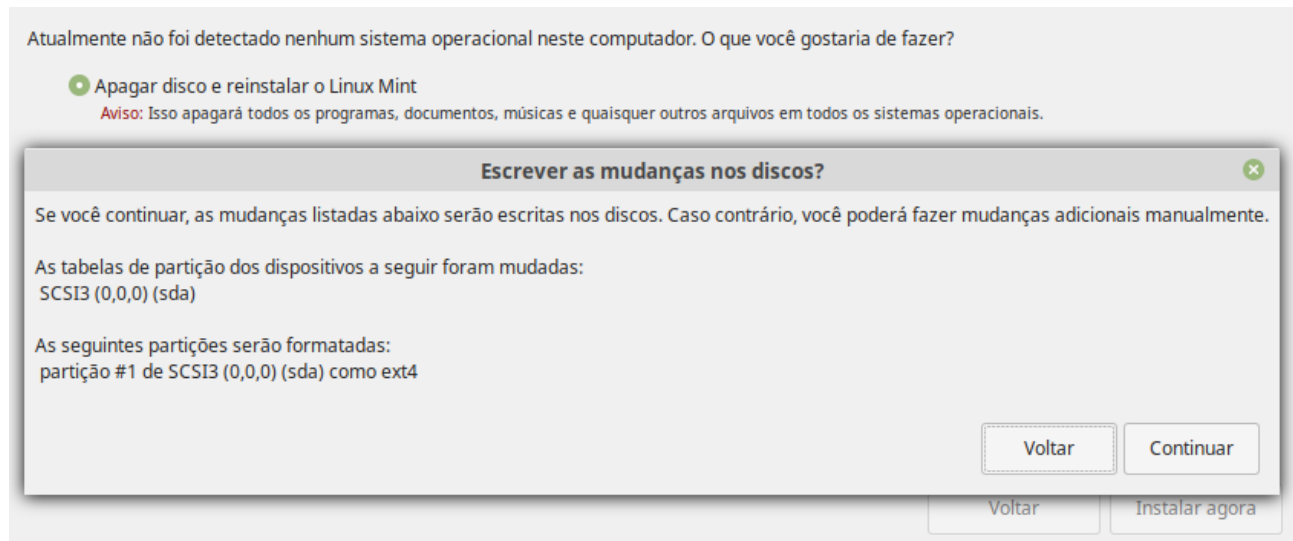 Atualmente não foi detectado nenhum sistema operacional neste computador. O que você gostaria de fazer?
Apagar disco e reinstalar o Linux Mint
Aviso: Isso apagará todos os programas, documentos, músicas e quaisquer outros arquivos em todos os sistemas operacionais.
Escrever as mudanças nos discos?
Se você continuar, as mudanças listadas abaixo serão escritas nos discos. Caso contrário, você poderá fazer mudanças adicionais manualmente.
As tabelas de partição dos dispositivos a seguir foram mudadas:
SCSI3 (0,0,0) (sda)
As seguintes partições serão formatadas:
partição #1 de SCSI3 (0,0,0) (sda) como ext4
Voltar Continuar
Voltar Instalar agora